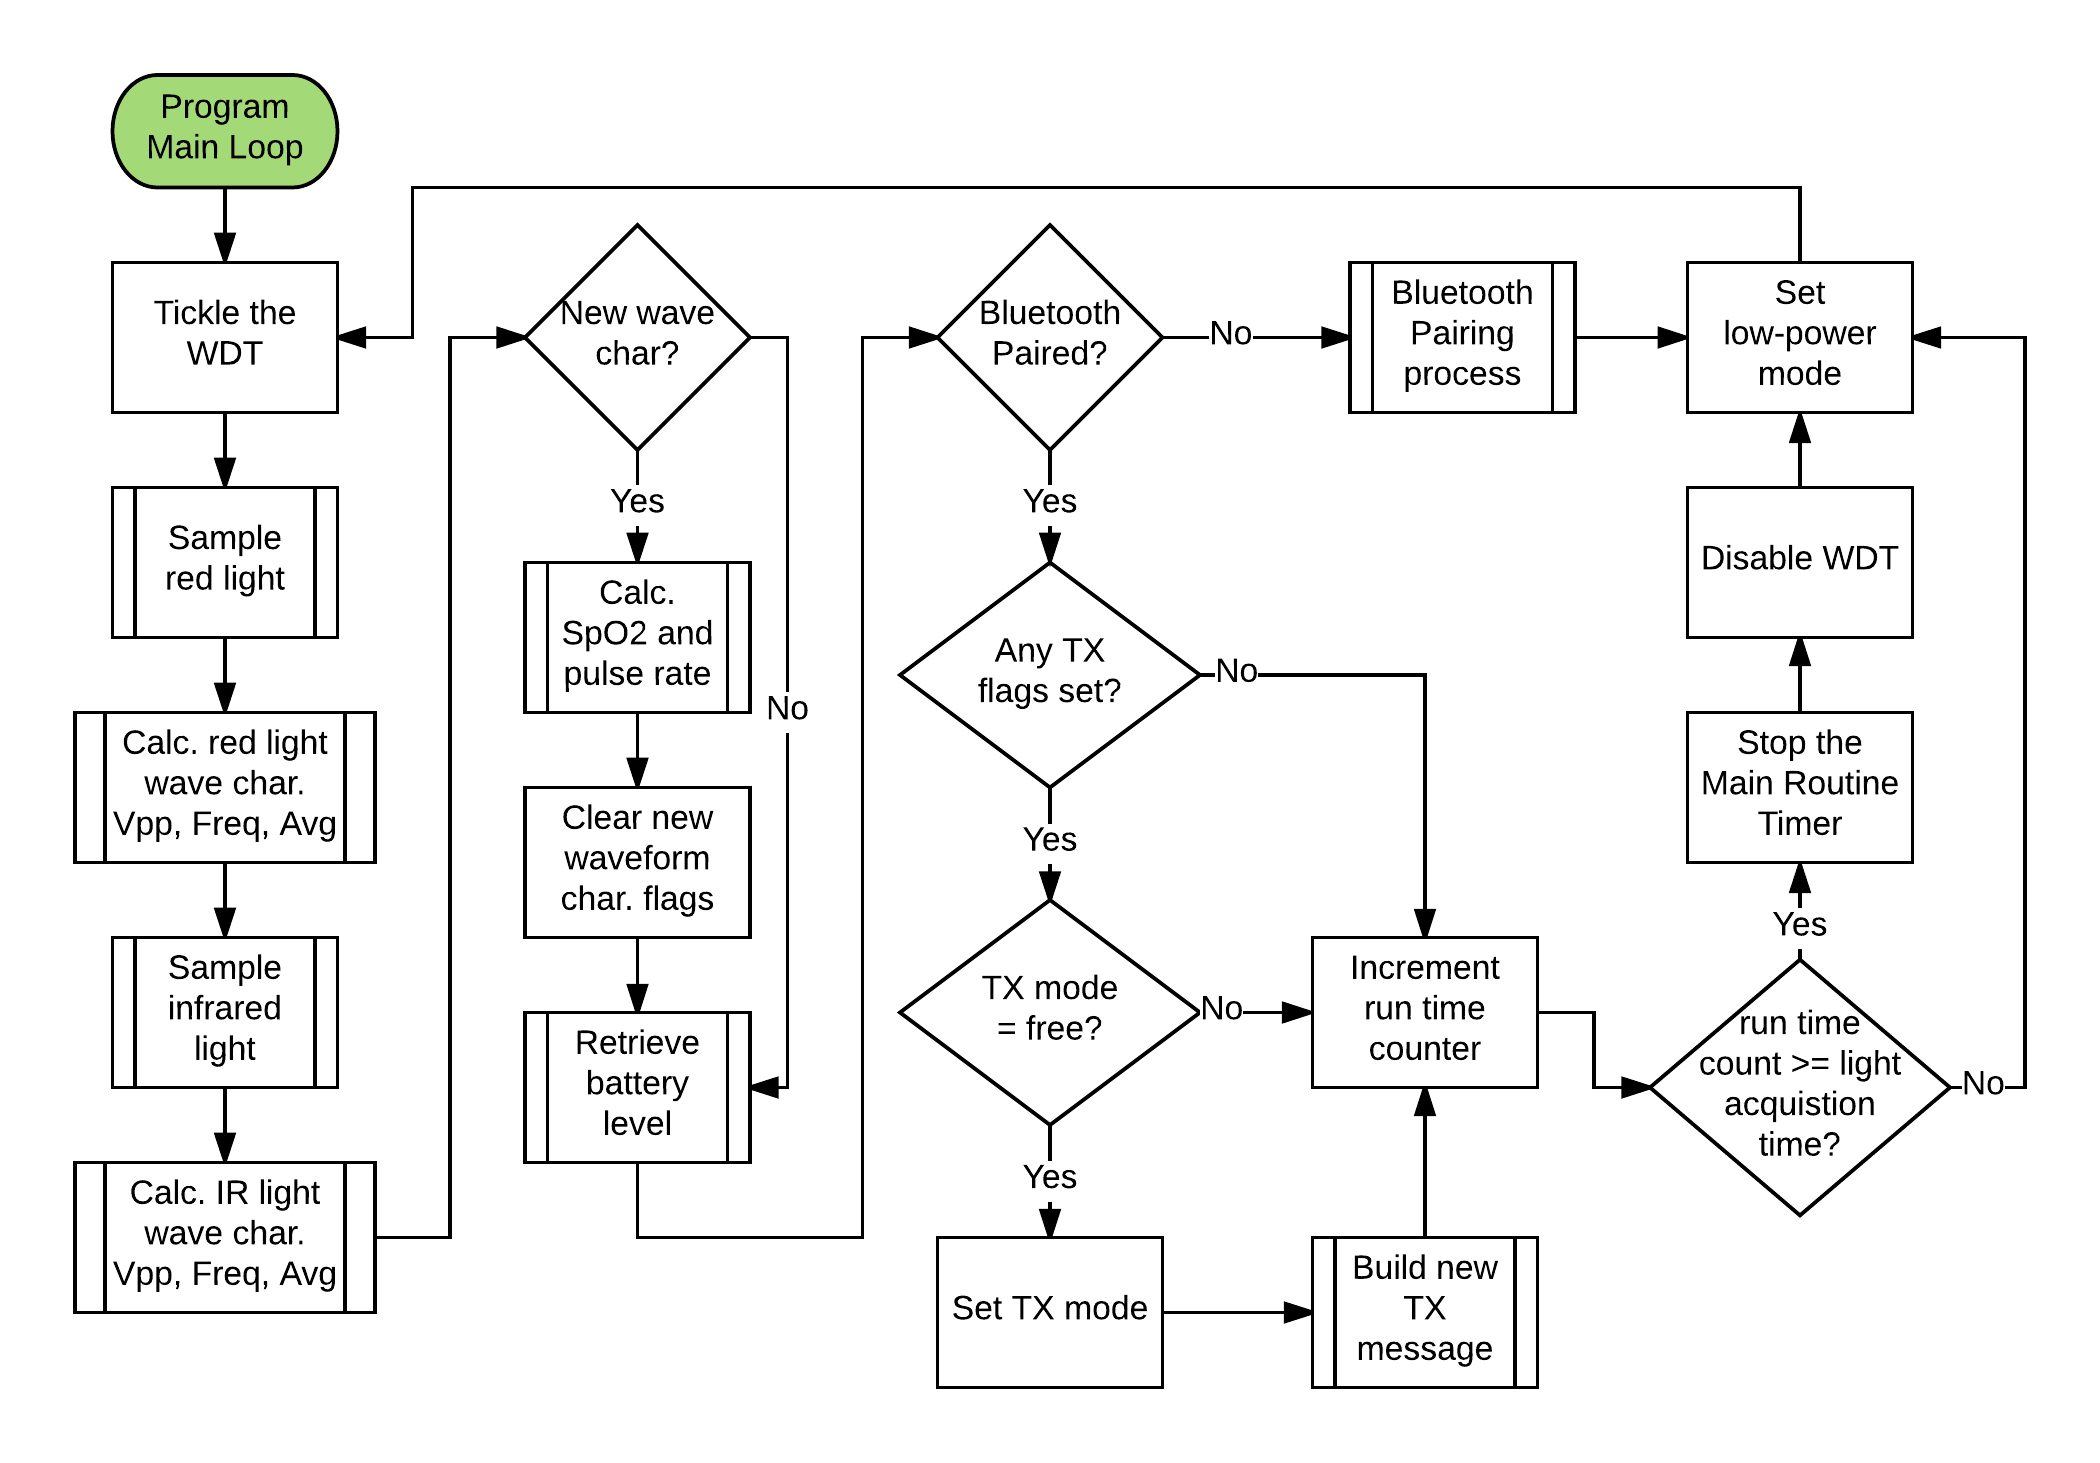 Program
Main Loop
Tickle the
WDT
Sample
red light
Calc. red light
wave char.
Vpp, Freq, Avg
Sample
infrared
light
Calc. IR light
wave char.
Vpp, Freq, Avg
New wave
char?
Yes
No
Calc.
SpO2 and
pulse rate
Clear new
waveform
char. flags
Retrieve
battery
level
Bluetooth
Paired?
No
Yes
Any TX
flags set?
No
Yes
TX mode
= free?
No
Yes
Set TX mode
Bluetooth
Pairing
process
Increment
run time
counter
Build new
TX
message
Set
low-power
mode
Disable WDT
Stop the
Main Routine
Timer
Yes
run time
count >= light
acquistion
time?
No